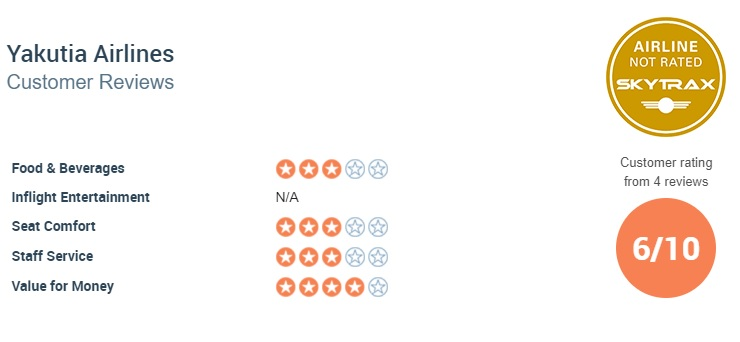 Yakutia Airlines
Customer Reviews
AIRLINE
NOT RATED
SKYTRAX
Food & Beverages
Inflight Entertainment N/A
Seat Comfort
Staff Service
Value for Money
Customer rating
from 4 reviews
6/10